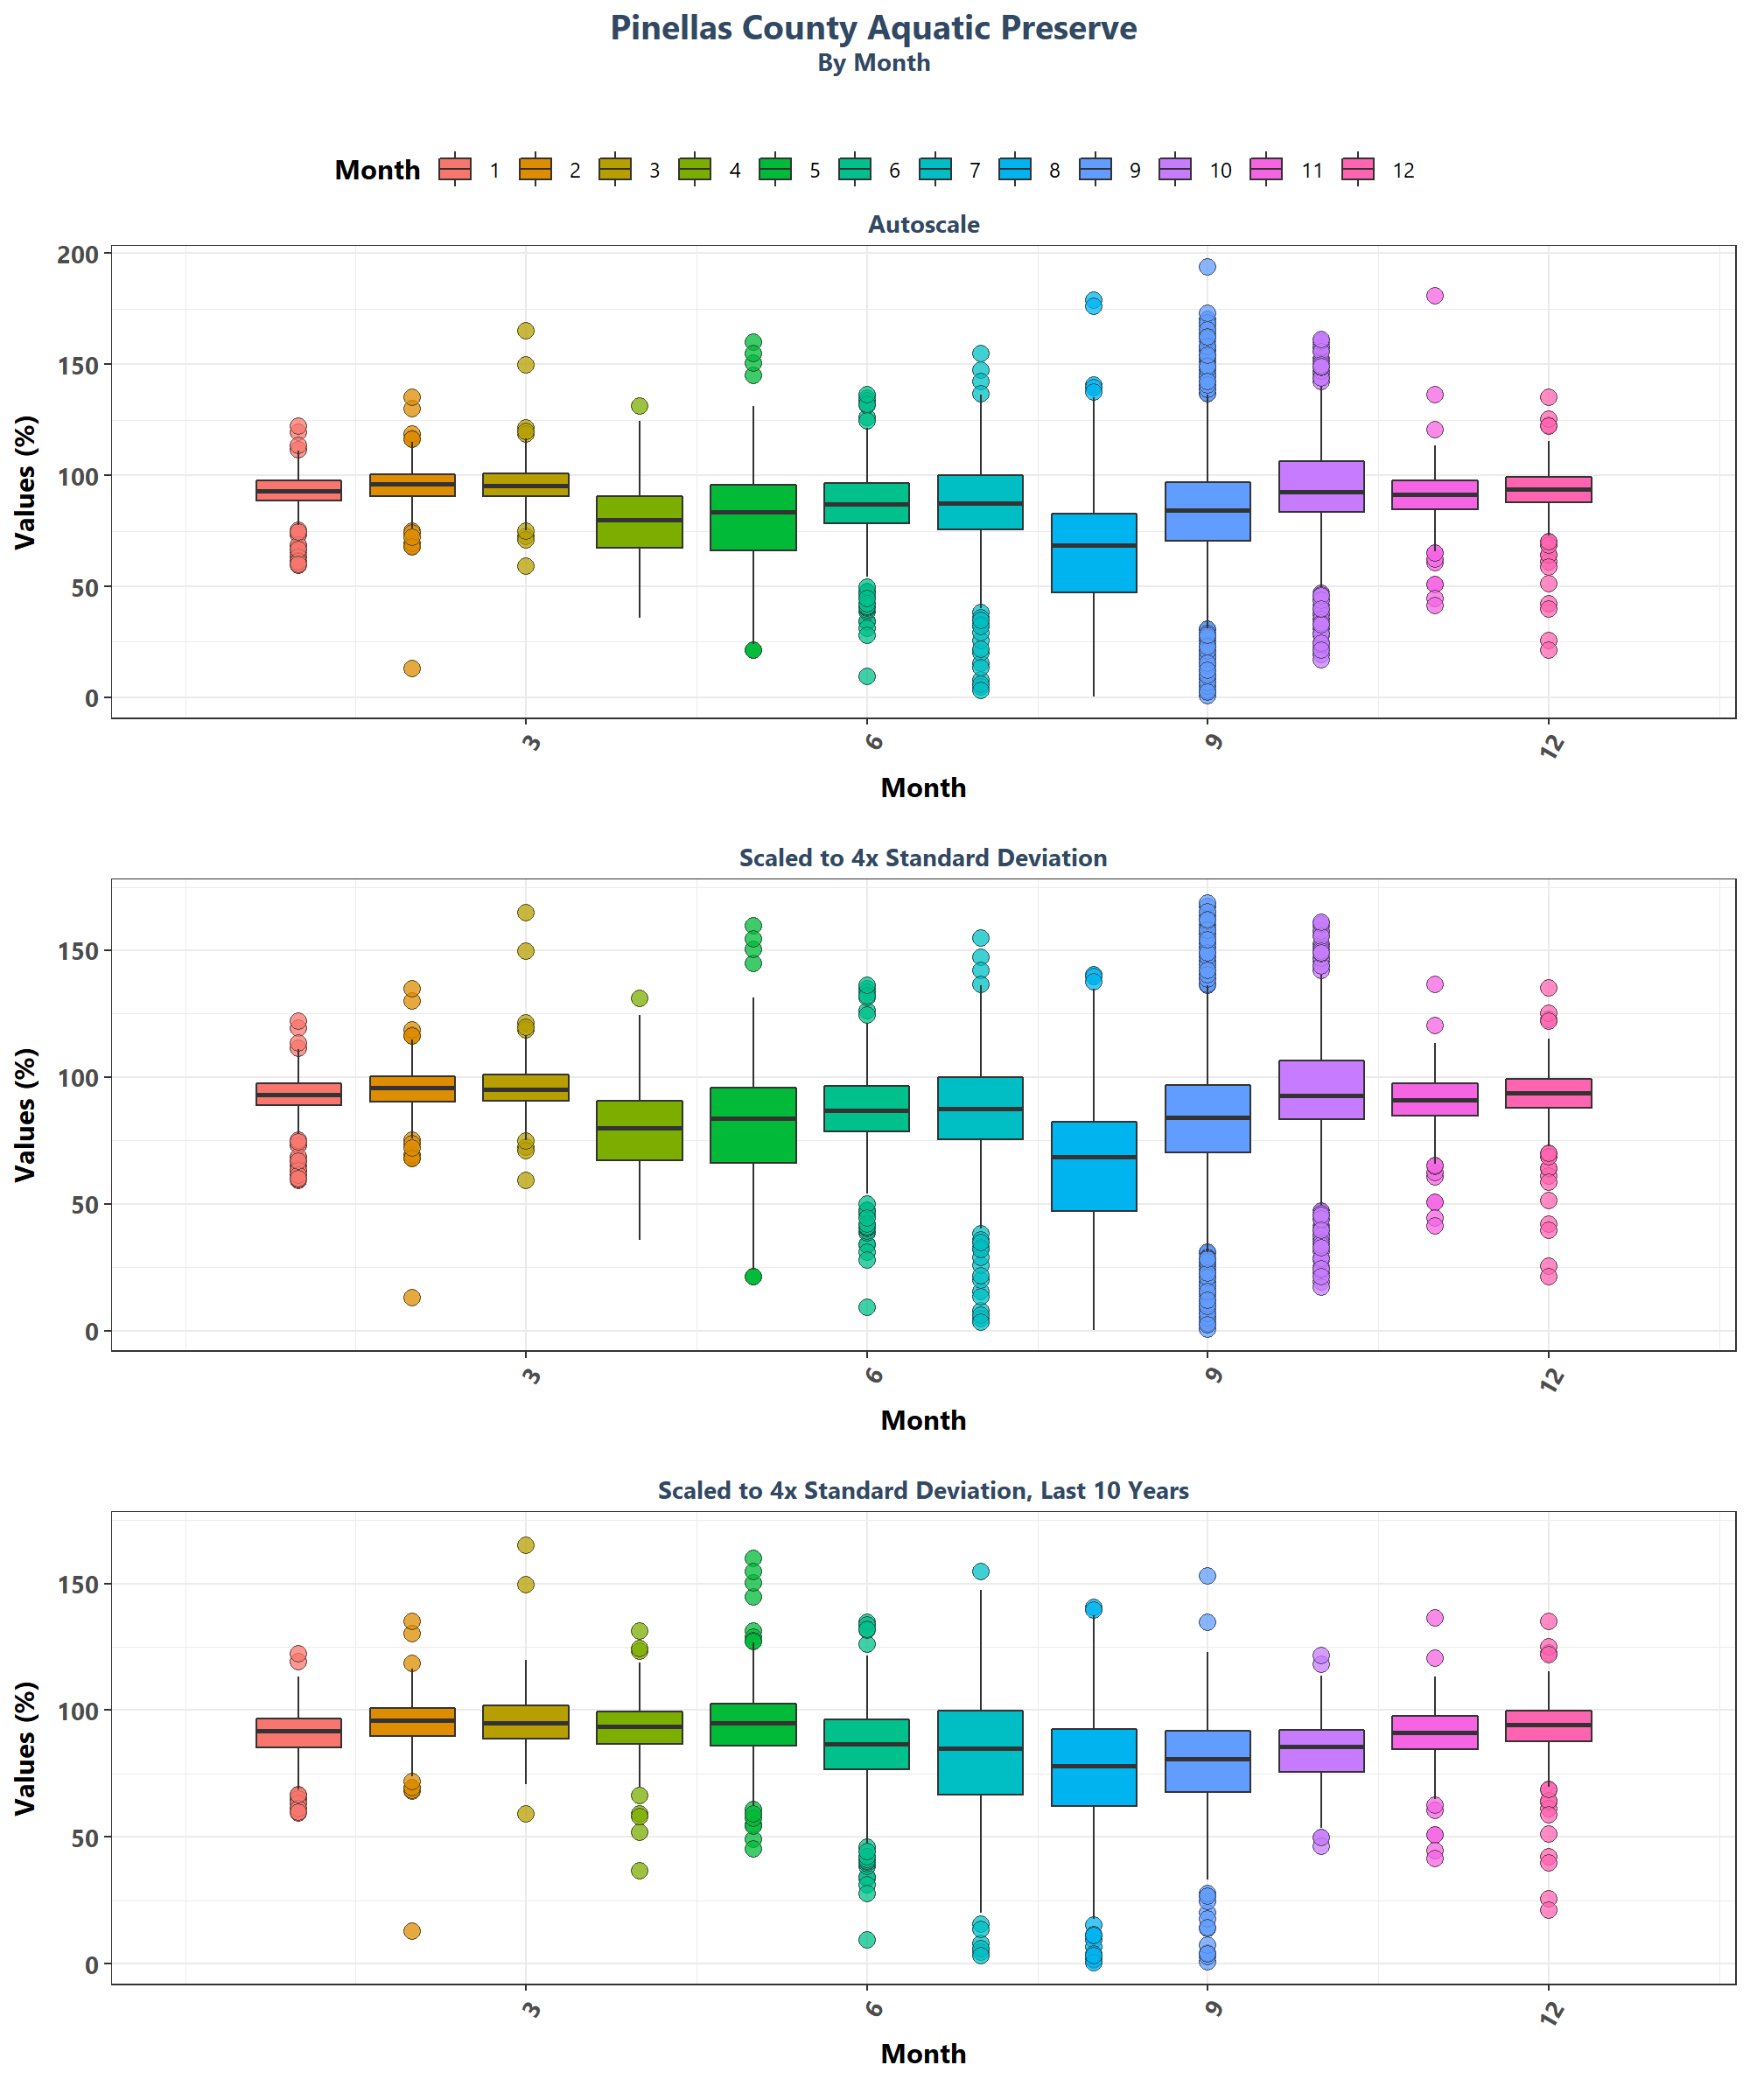 Pinellas County Aquatic Preserve
By Month
Month 1 2 3 4 5 6 7 8 9 10 11 12
Autoscale
Values (%)
200
150
100
50
0
3 6 9 12
Month
Scaled to 4x Standard Deviation
Values (%)
150
100
50
0
3 6 9 12
Month
Scaled to 4x Standard Deviation, Last 10 Years
Values (%)
150
100
50
0
3 6 9 12
Month